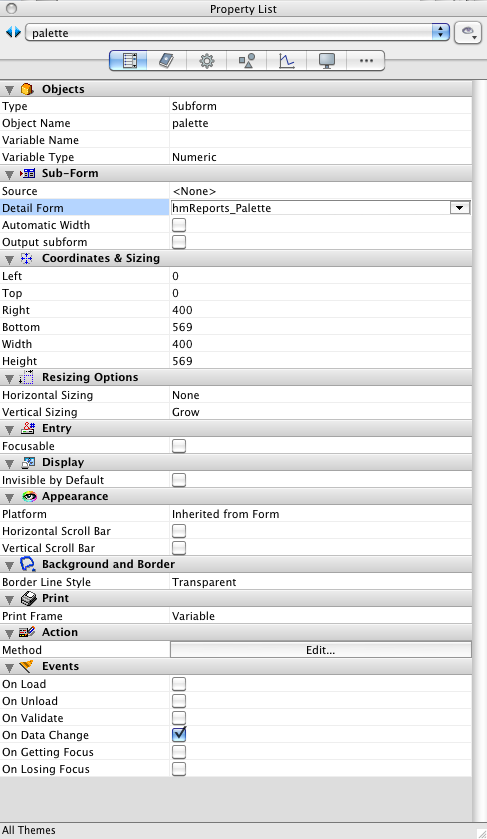 Property List
palette
Objects
Type Subform
Object Name palette
Variable Name
Variable Type Numeric
Sub-Form
Source <None>
Detail Form hmReports_Palette
Automatic Width
Output subform
Coordinates & Sizing
Left 0
Top 0
Right 400
Bottom 569
Width 400
Height 569
Resizing Options
Horizontal Sizing None
Vertical Sizing Grow
Entry
Focusable
Display
Invisible by Default
Appearance
Platform Inherited from Form
Horizontal Scroll Bar
Vertical Scroll Bar
Background and Border
Border Line Style Transparent
Print
Print Frame Variable
Action
Method Edit...
Events
On Load
On Unload
On Validate
On Data Change
On Getting Focus
On Losing Focus
All Themes